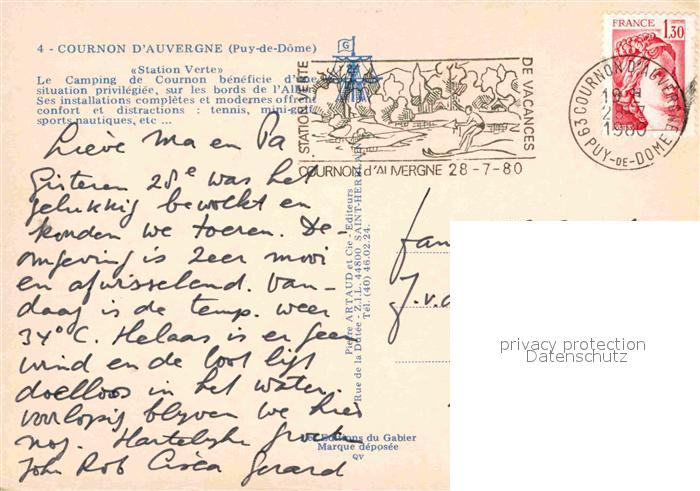 4 - COURNON D'AUVERGNE (Puy-de-Dôme)
«Station Verte»
Le Camping de Cournon bénéficie d'une
situation privilégiée, sur les bords de l'Allier
Ses installations complètes et modernes offrent
confort et distractions : tennis, mini-golf,
sports nautiques, etc ...
G
STATION VERTE
DE VACANCES
COURNON d'AUVERGNE 28-7-80
FRANCE
1,30
63 COURNON D'AUVERGNE
1980
PUY-DE-DOME
Lieve Ma en Pa
Gisteren 28e was het
gelukkig bewolkt en
konden we toeren. De
omgeving is zeer mooi
en afwisselend. Van-
daag is de temp. weer
34°C. Helaas is er geen
wind en de boot ligt
doelloos in het water.
voorlopig blijven we hier
nog. Hartelijke groeten
John Rob Gerard
fam
J.v.d
Pierre ARTAUD et Cie - Editeurs
Rue de la Dutée - Z.I.L. 44800 SAINT-HERBLAIN
Tél. (40) 46.02.24.
Les Editions du Gabier
Marque déposée
QV
privacy protection
Datenschutz